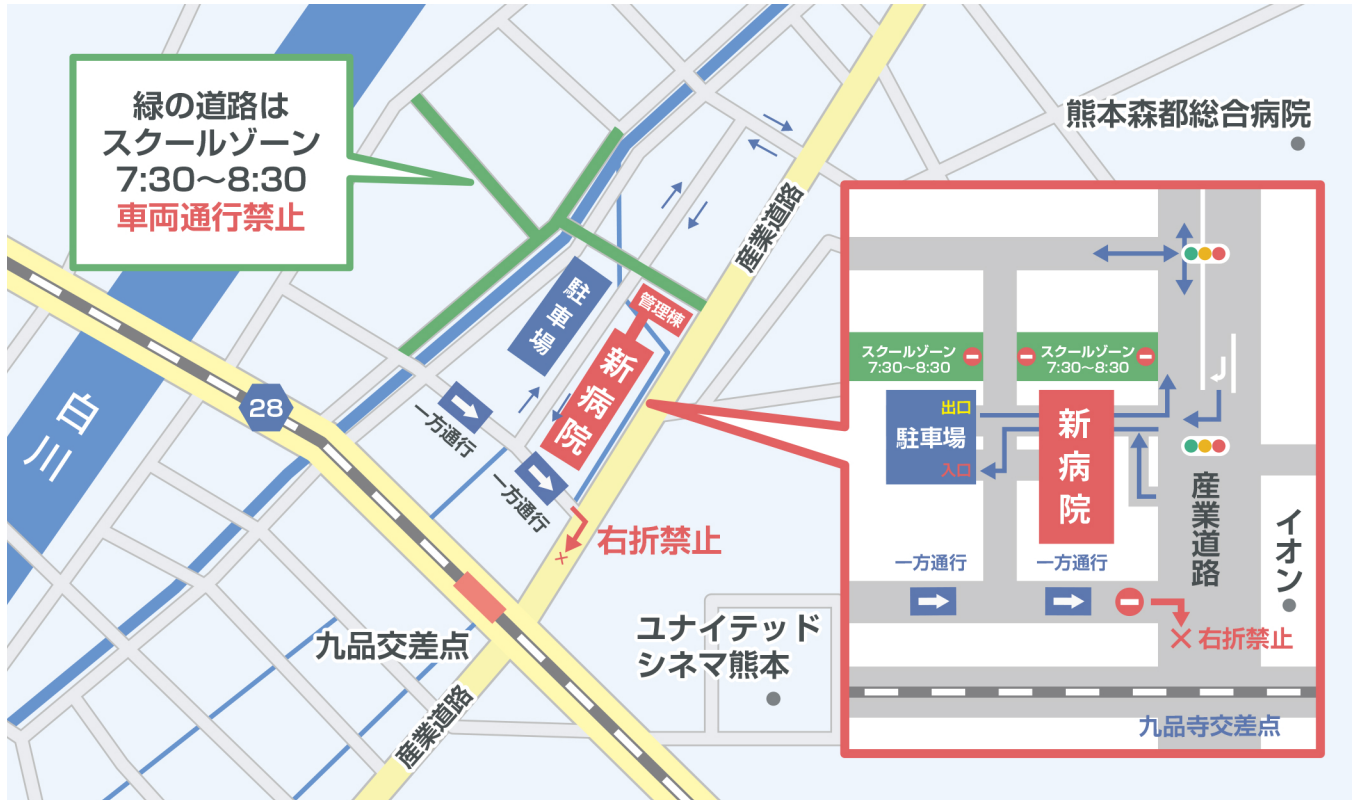 緑の道路は
スクールゾーン
7:30〜8:30
車両通行禁止
熊本森都総合病院
産業道路
駐車場
管理棟
新病院
28
白川
一方通行
一方通行
右折禁止
九品交差点
ユナイテッド
シネマ熊本
産業道路
スクールゾーン
7:30〜8:30
スクールゾーン
7:30〜8:30
出口
駐車場
入口
新病院
産業道路
イオン
一方通行
一方通行
右折禁止
九品寺交差点